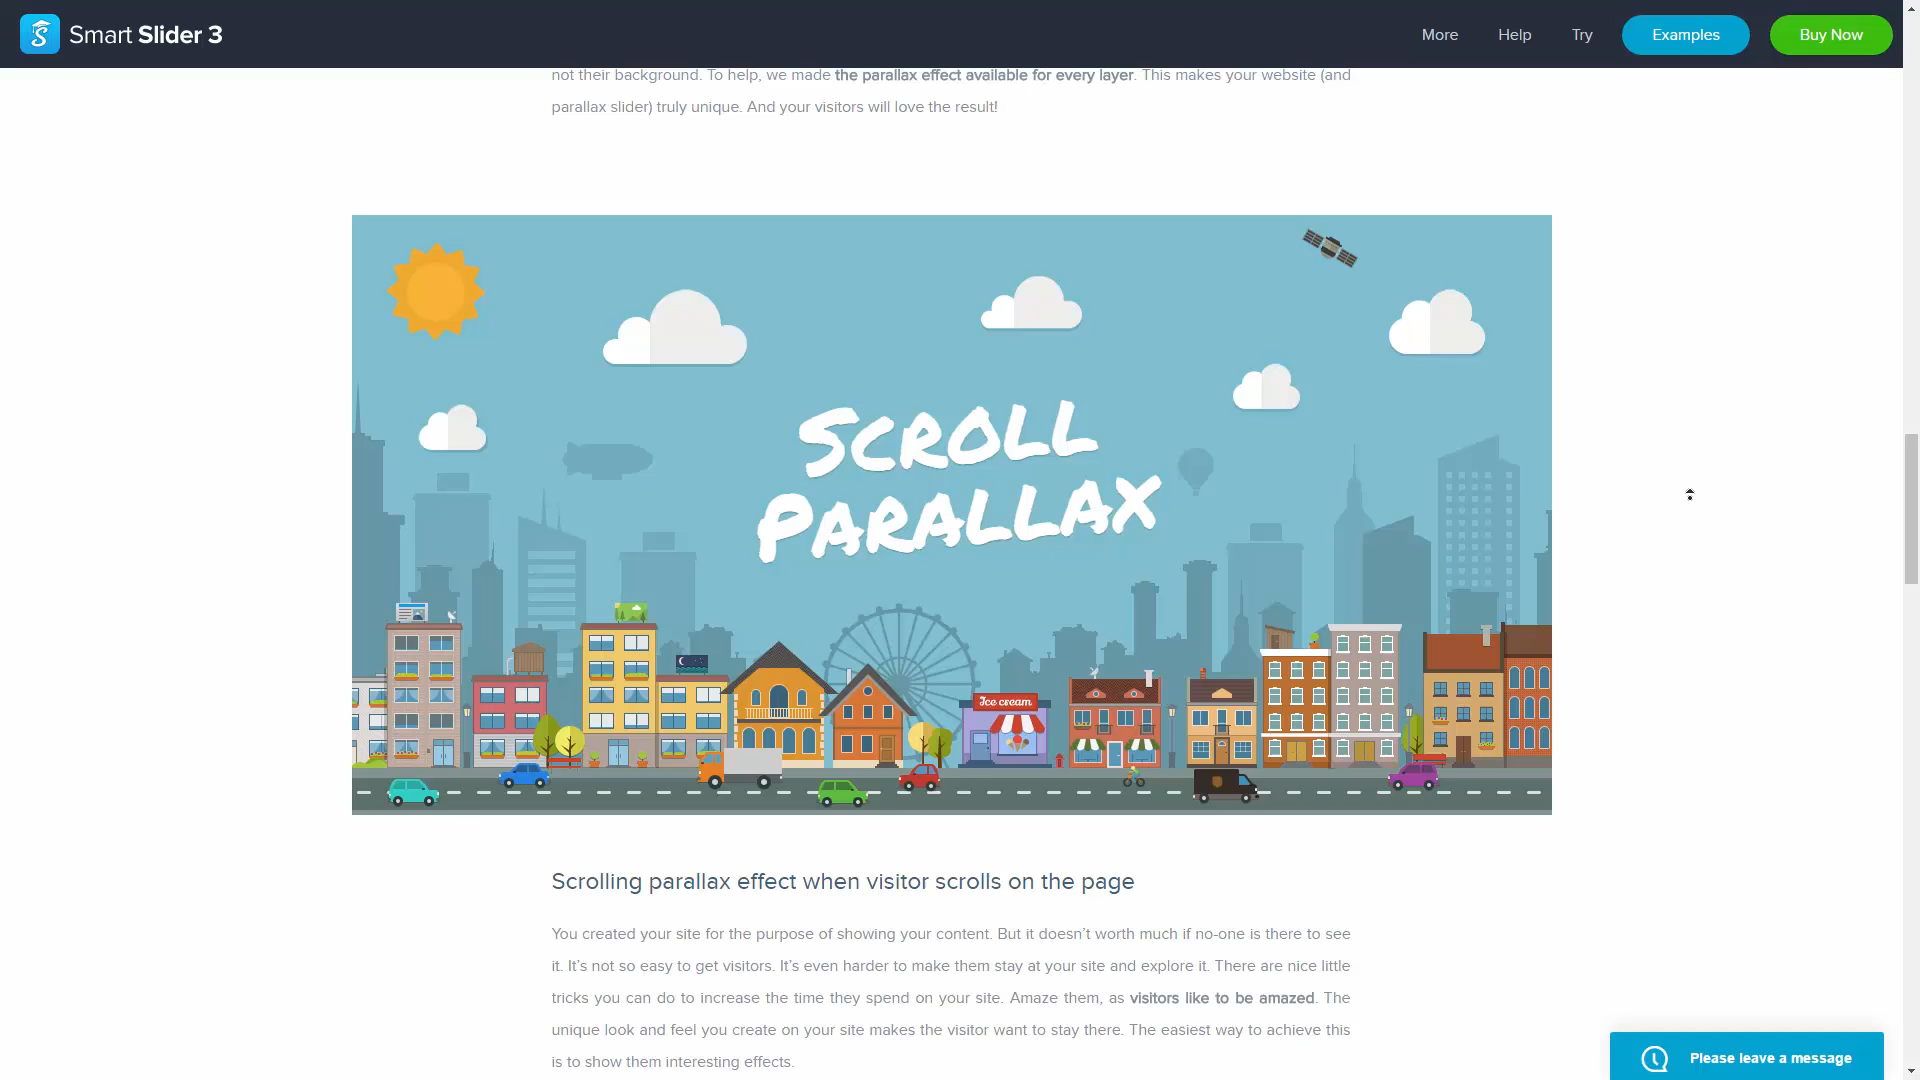 Smart Slider 3
More Help Try Examples Buy Now
not their background. To help, we made the parallax effect available for every layer. This makes your website (and
parallax slider) truly unique. And your visitors will love the result!
SCROLL
PARALLAX
Ice cream
Scrolling parallax effect when visitor scrolls on the page
You created your site for the purpose of showing your content. But it doesn’t worth much if no-one is there to see
it. It’s not so easy to get visitors. It’s even harder to make them stay at your site and explore it. There are nice little
tricks you can do to increase the time they spend on your site. Amaze them, as visitors like to be amazed. The
unique look and feel you create on your site makes the visitor want to stay there. The easiest way to achieve this
is to show them interesting effects.
Please leave a message